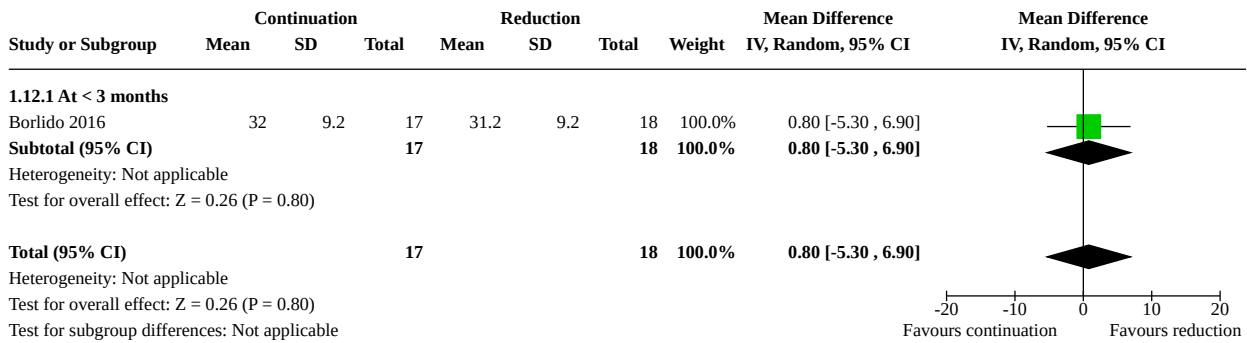 Continuation Reduction Mean Difference Mean Difference
Study or Subgroup Mean SD Total Mean SD Total Weight IV, Random, 95% CI IV, Random, 95% CI
1.12.1 At < 3 months
Borlido 2016 32 9.2 17 31.2 9.2 18 100.0% 0.80 [-5.30 , 6.90]
Subtotal (95% CI) 17 18 100.0% 0.80 [-5.30 , 6.90]
Heterogeneity: Not applicable
Test for overall effect: Z = 0.26 (P = 0.80)
Total (95% CI) 17 18 100.0% 0.80 [-5.30 , 6.90]
Heterogeneity: Not applicable
Test for overall effect: Z = 0.26 (P = 0.80)
-20 -10 0 10 20
Test for subgroup differences: Not applicable Favours continuation Favours reduction